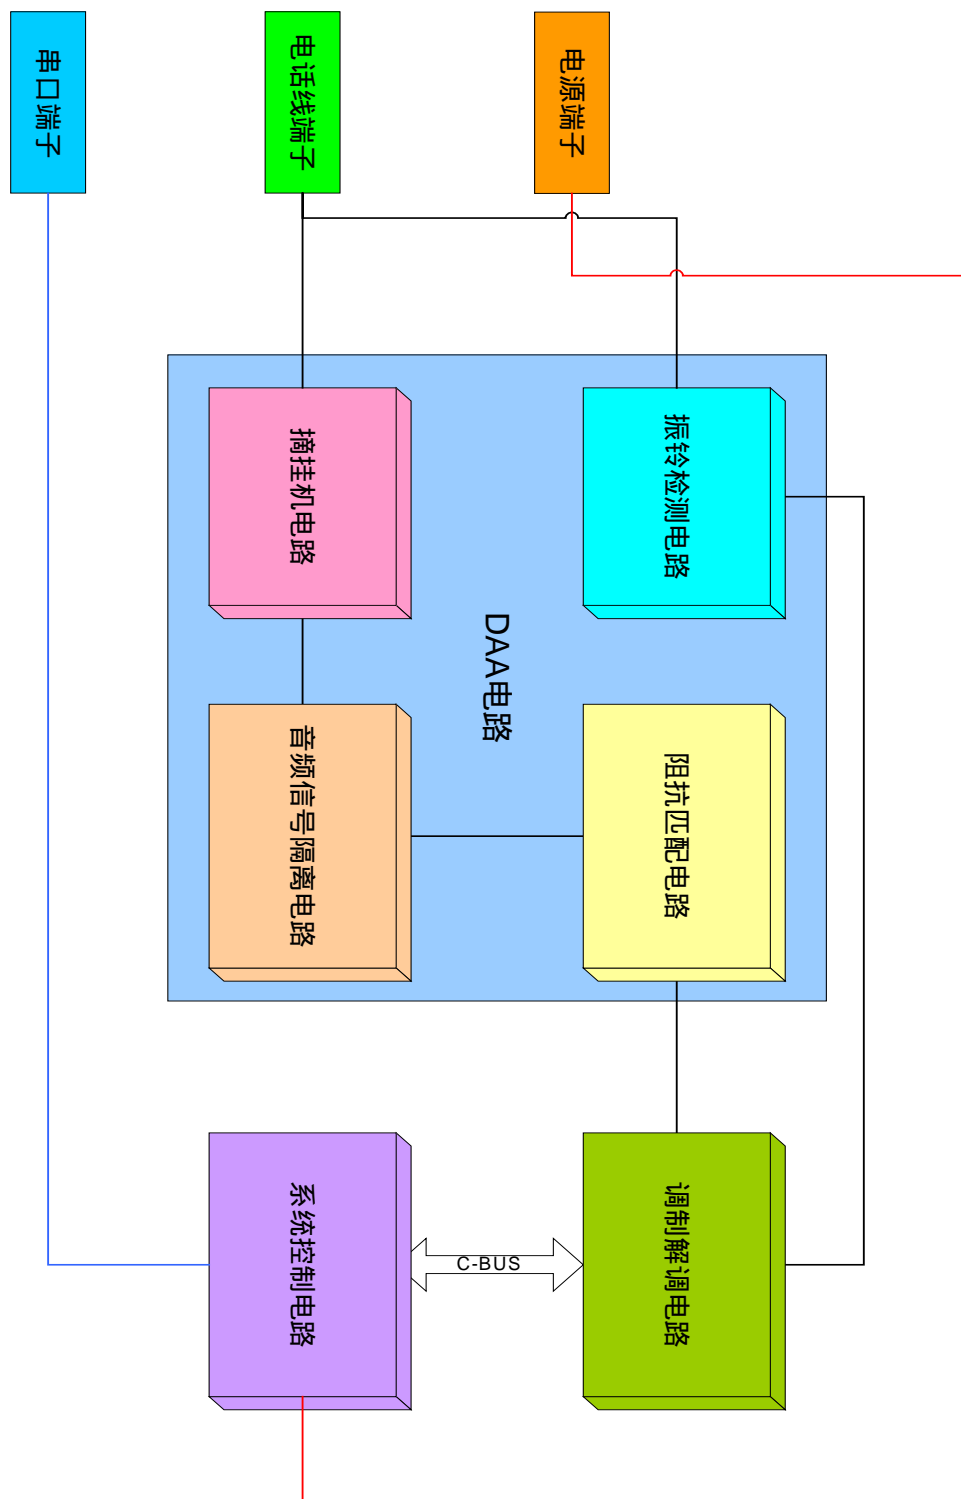 串口端子
电话线端子
电源端子
摘挂机电路
振铃检测电路
DAA电路
音频信号隔离电路
阻抗匹配电路
系统控制电路
C-BUS
调制解调电路